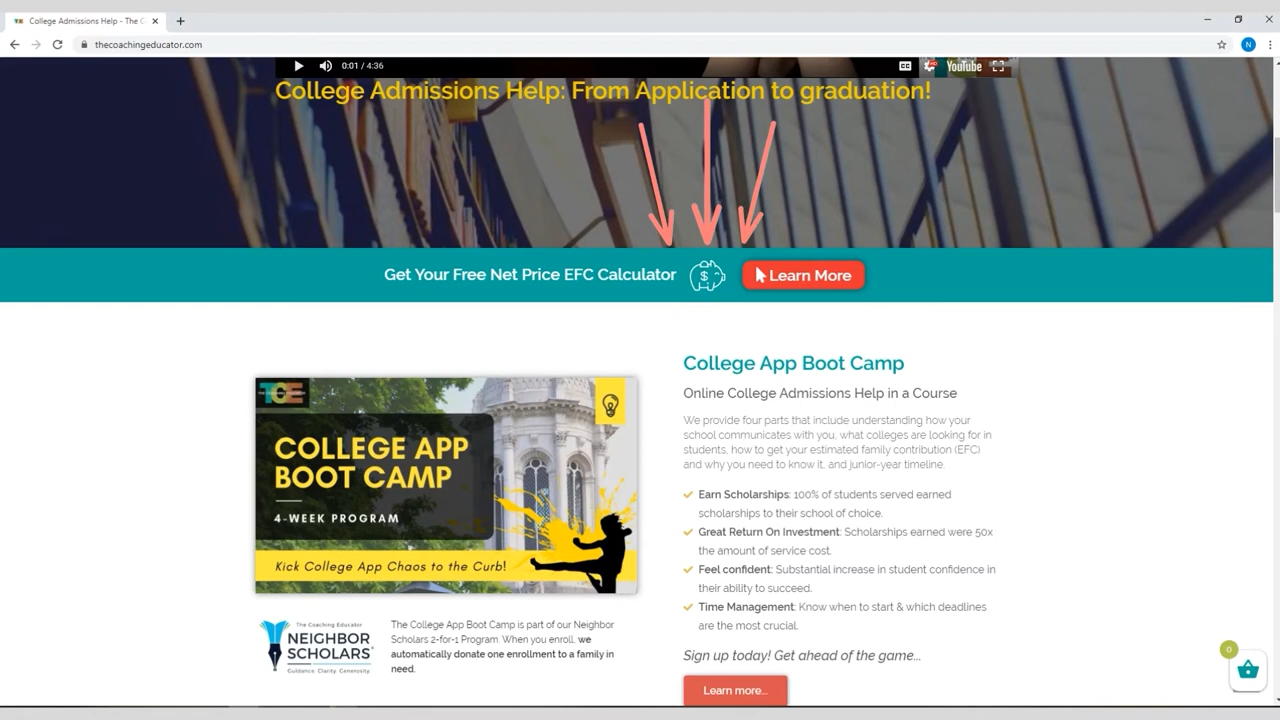 College Admissions Help - The C
thecoachingeducator.com
N
0:01 / 4:36
CC
HD
YouTube
College Admissions Help: From Application to graduation!
Get Your Free Net Price EFC Calculator
$
Learn More
College App Boot Camp
Online College Admissions Help in a Course
We provide four parts that include understanding how your
school communicates with you, what colleges are looking for in
students, how to get your estimated family contribution (EFC)
and why you need to know it, and junior-year timeline.
Earn Scholarships: 100% of students served earned
scholarships to their school of choice.
Great Return On Investment: Scholarships earned were 50x
the amount of service cost.
Feel confident: Substantial increase in student confidence in
their ability to succeed.
Time Management: Know when to start & which deadlines
are the most crucial.
Sign up today! Get ahead of the game...
Learn more...
TCE
THE COACHING EDUCATOR
COLLEGE APP
BOOT CAMP
4-WEEK PROGRAM
Kick College App Chaos to the Curb!
The Coaching Educator
NEIGHBOR
SCHOLARS
Guidance. Clarity. Generosity.
The College App Boot Camp is part of our Neighbor
Scholars 2-for-1 Program. When you enroll, we
automatically donate one enrollment to a family in
need.
0